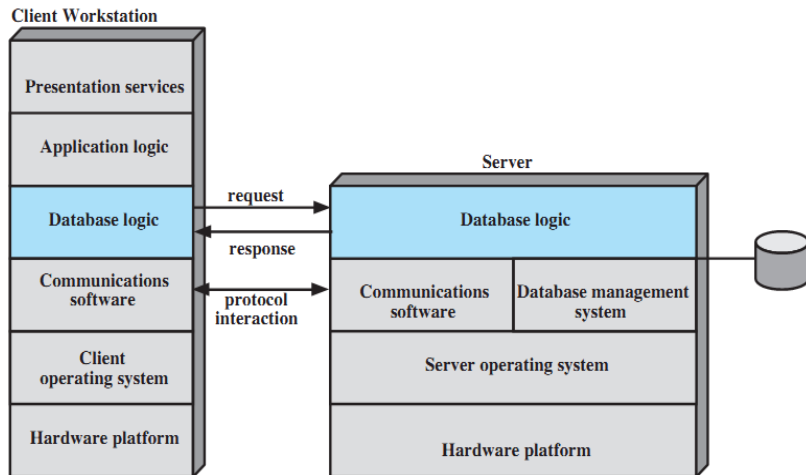 Client Workstation
Presentation services
Application logic
Database logic
Communications
software
Client
operating system
Hardware platform
request
response
protocol
interaction
Server
Database logic
Communications
software
Database management
system
Server operating system
Hardware platform